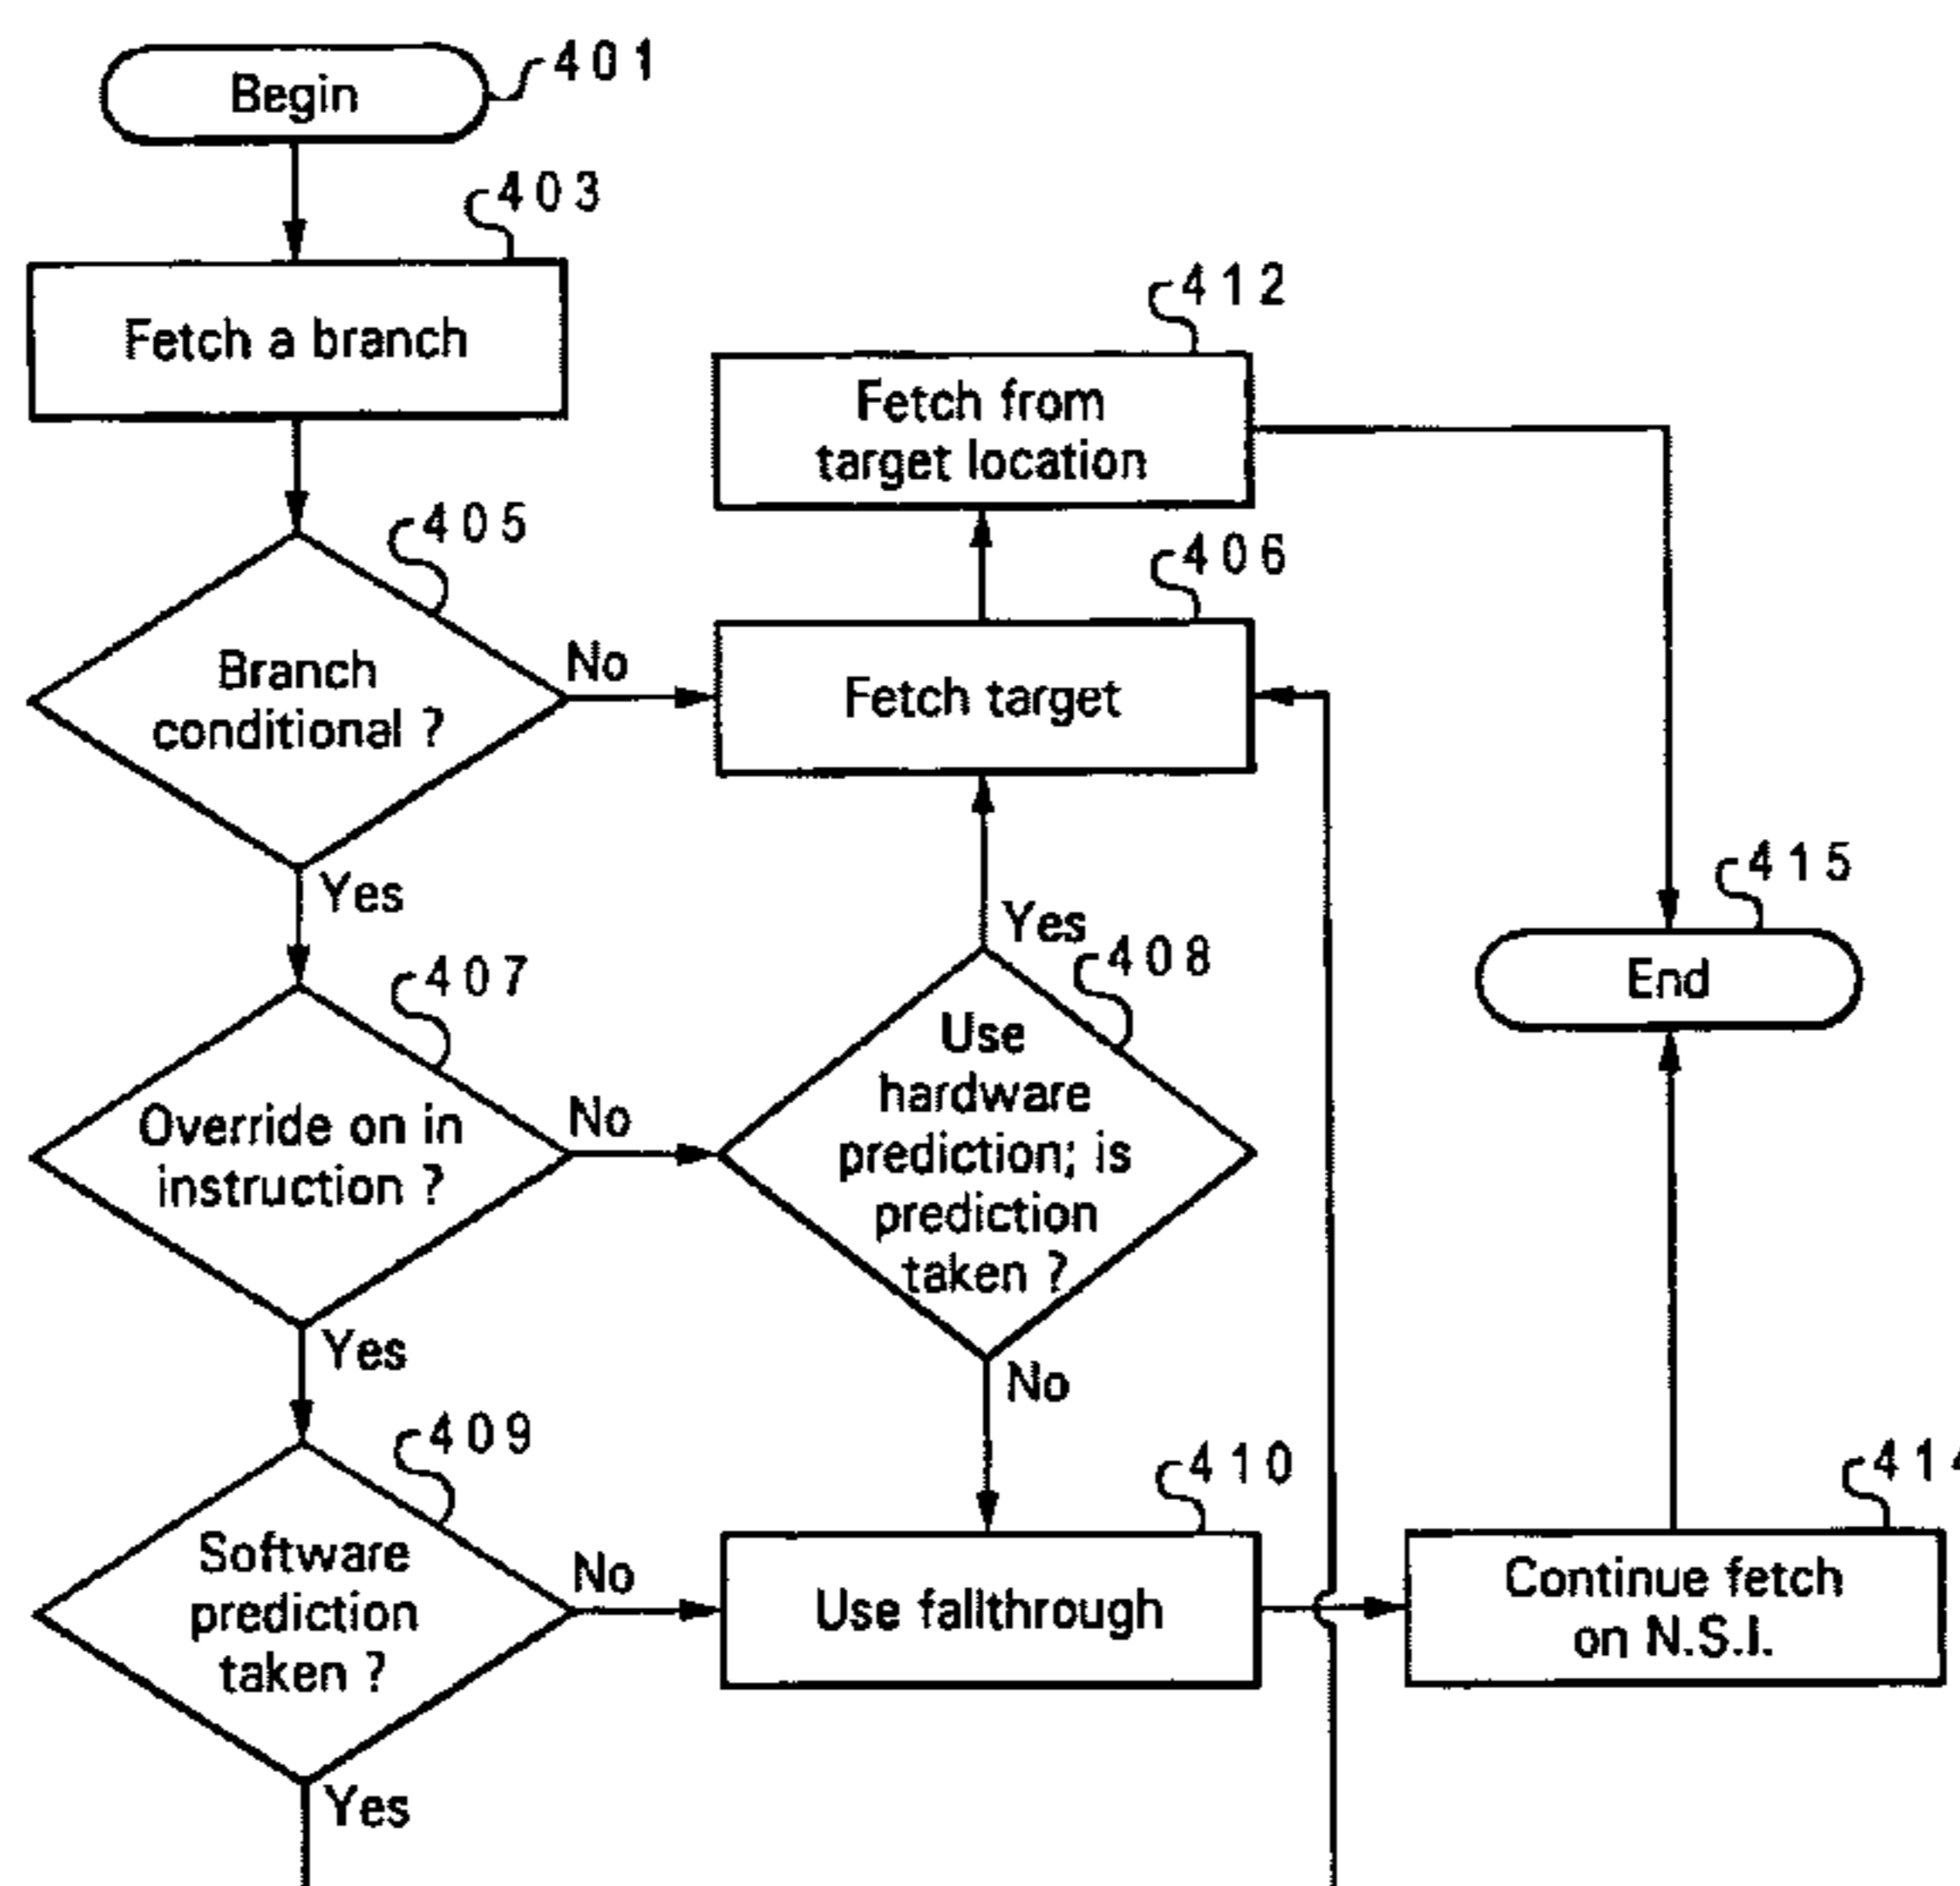 Begin
401
403
Fetch a branch
412
Fetch from
target location
405
Branch
conditional ?
No
406
Fetch target
Yes
407
Override on in
instruction ?
No
Yes
408
Use
hardware
prediction; is
prediction
taken ?
No
415
End
Yes
409
Software
prediction
taken ?
No
410
Use fallthrough
414
Continue fetch
on N.S.I.
Yes